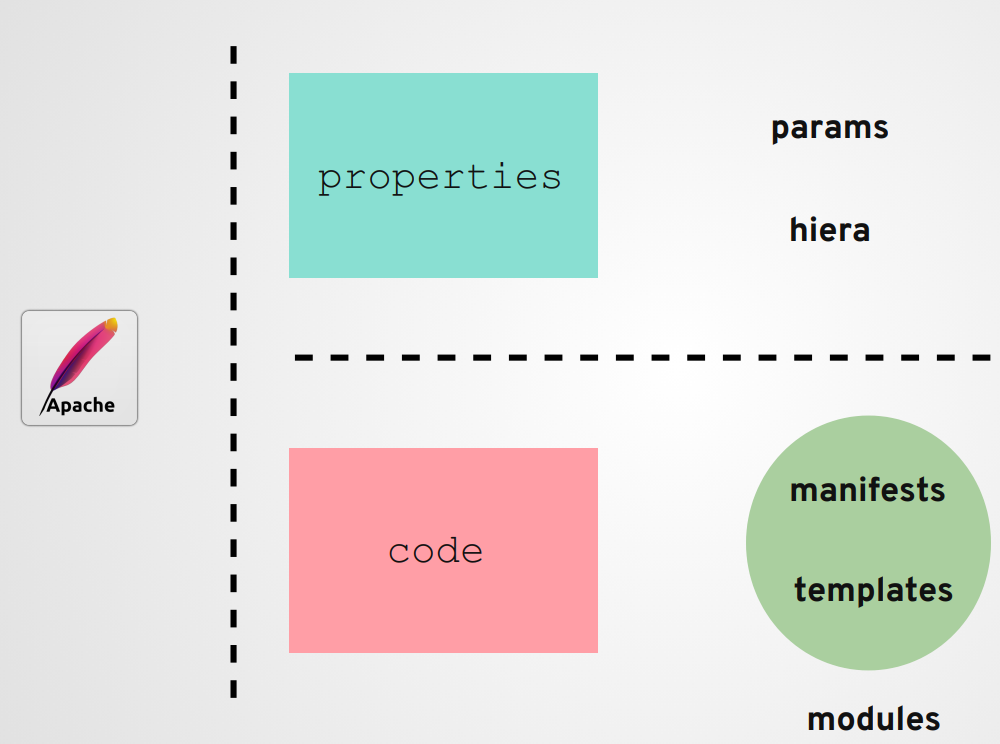 properties
params
hiera
Apache
code
manifests
templates
modules